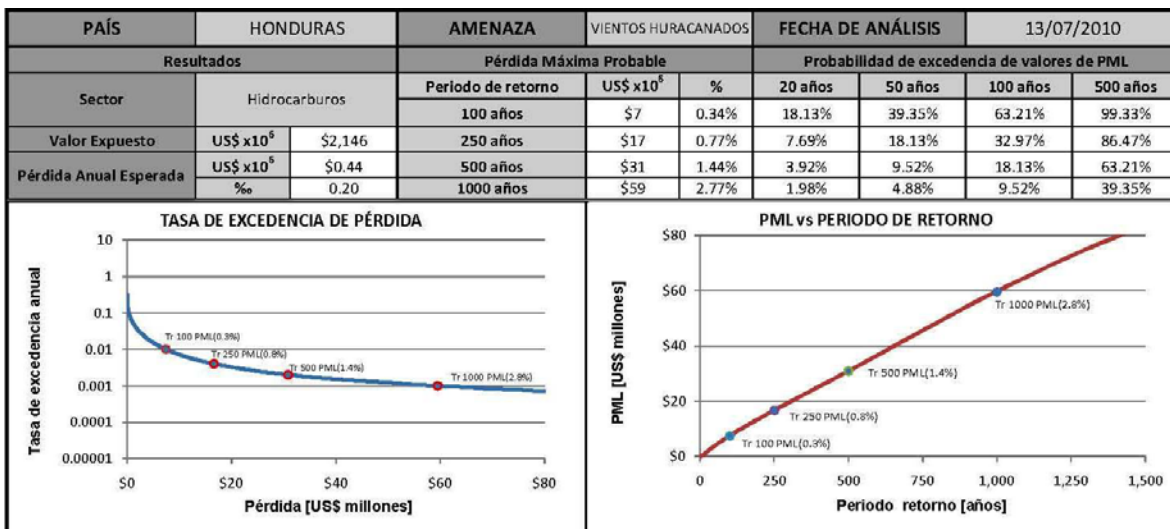 PAÍS HONDURAS AMENAZA VIENTOS HURACANADOS FECHA DE ANÁLISIS 13/07/2010
Resultados Pérdida Máxima Probable Probabilidad de excedencia de valores de PML
Sector Hidrocarburos Periodo de retorno US$ x10⁶ % 20 años 50 años 100 años 500 años
100 años $7 0.34% 18.13% 39.35% 63.21% 99.33%
Valor Expuesto US$ x10⁶ $2,146 250 años $17 0.77% 7.69% 18.13% 32.97% 86.47%
Pérdida Anual Esperada US$ x10⁶ $0.44 500 años $31 1.44% 3.92% 9.52% 18.13% 63.21%
‰ 0.20 1000 años $59 2.77% 1.98% 4.88% 9.52% 39.35%
TASA DE EXCEDENCIA DE PÉRDIDA
Tasa de excedencia anual
10
1
0.1
0.01
0.001
0.0001
0.00001
Tr 100 PML(0.3%)
Tr 250 PML(0.8%)
Tr 500 PML(1.4%)
Tr 1000 PML(2.8%)
$0 $20 $40 $60 $80
Pérdida [US$ millones]
PML vs PERIODO DE RETORNO
PML [US$ millones]
$80
$60
$40
$20
$0
Tr 1000 PML(2.8%)
Tr 500 PML(1.4%)
Tr 250 PML(0.8%)
Tr 100 PML(0.3%)
0 250 500 750 1,000 1,250 1,500
Periodo retorno [años]